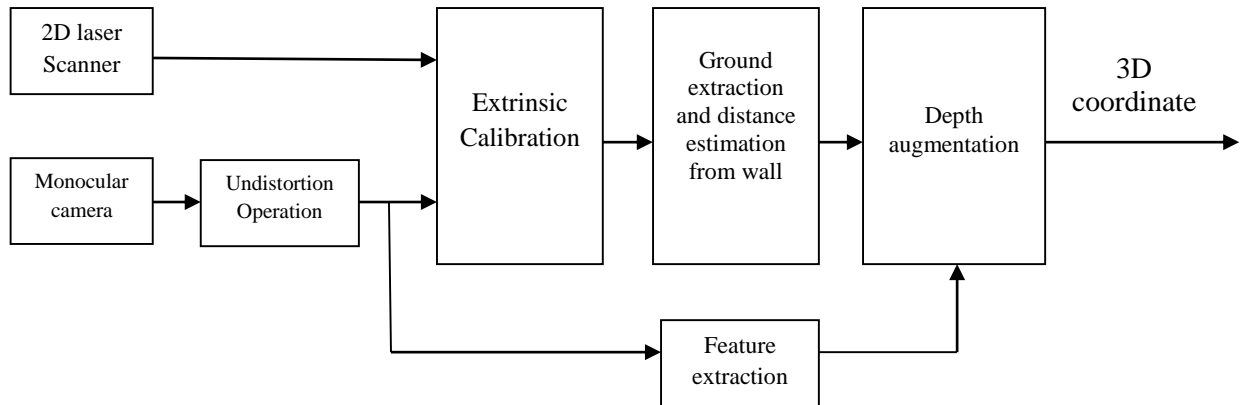 2D laser
Scanner
Monocular
camera
Undistortion
Operation
Extrinsic
Calibration
Ground
extraction
and distance
estimation
from wall
Feature
extraction
Depth
augmentation
3D
coordinate